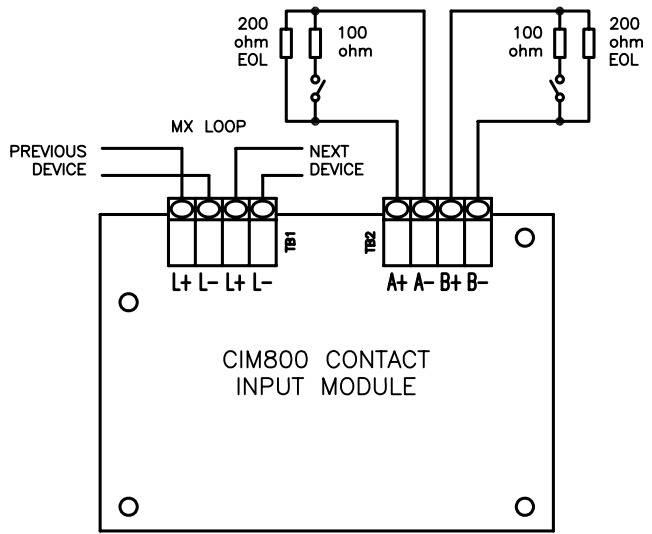 200
ohm
EOL
100
ohm
100
ohm
200
ohm
EOL
MX LOOP
PREVIOUS
DEVICE
NEXT
DEVICE
TB1
TB2
L+ L- L+ L-
A+ A- B+ B-
CIM800 CONTACT
INPUT MODULE